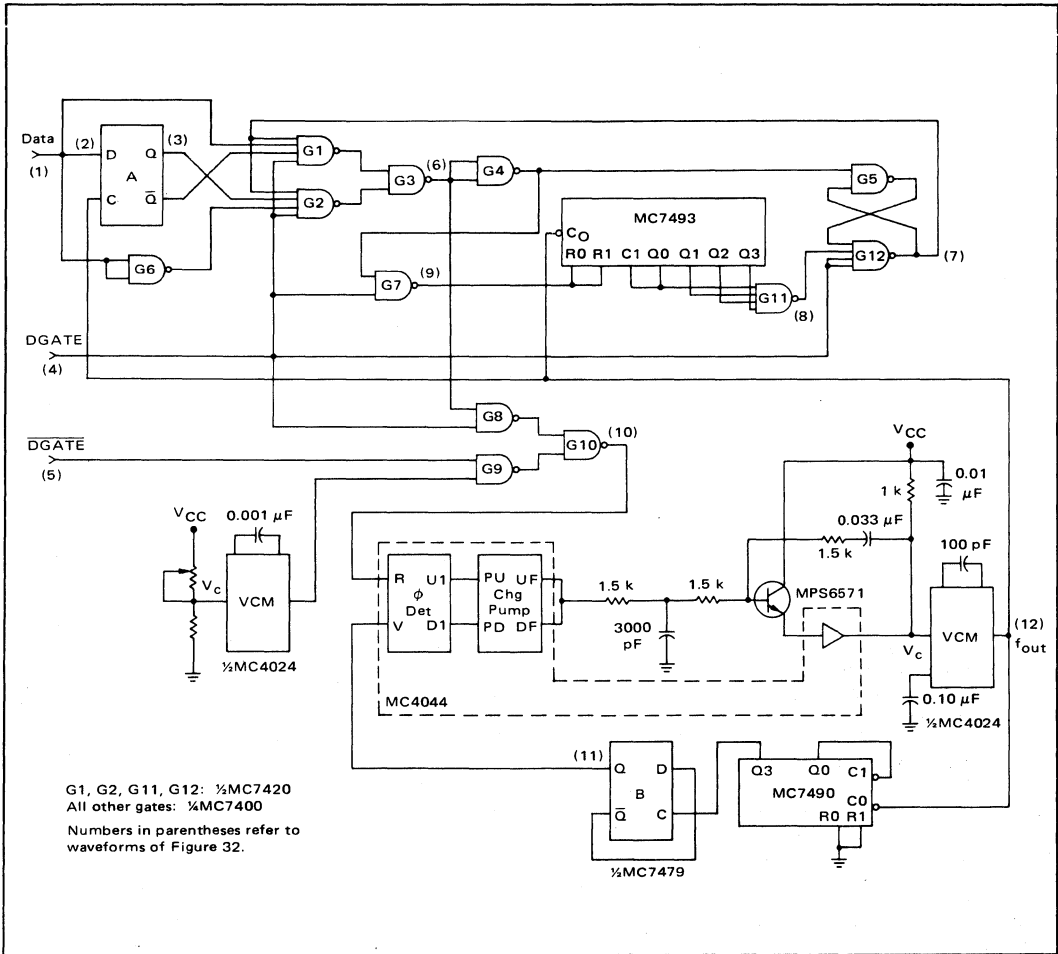 Data
(1)
(2)
D
Q
A
C
Q̅
(3)
G1
G2
G3
(6)
G4
G5
G6
G7
(9)
MC7493
C0
R0 R1 C1 Q0 Q1 Q2 Q3
G11
(8)
G12
(7)
DGATE
(4)
G8
G9
G10
(10)
D̅G̅A̅T̅E̅
(5)
VCC
0.001 µF
Vc
VCM
½MC4024
R U1
ϕ
Det
V D1
PU UF
Chg
Pump
PD DF
MC4044
1.5 k
1.5 k
3000
pF
MPS6571
VCC
1 k
0.01
µF
0.033 µF
1.5 k
100 pF
VCM
(12)
fout
Vc
0.10 µF
½MC4024
(11)
Q D
B
Q̅ C
½MC7479
Q3 Q0 C1
MC7490
C0
R0 R1
G1, G2, G11, G12: ½MC7420
All other gates: ¼MC7400
Numbers in parentheses refer to
waveforms of Figure 32.